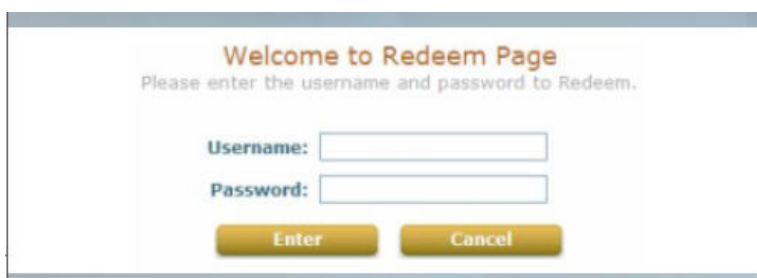 Welcome to Redeem Page
Please enter the username and password to Redeem.
Username:
Password:
Enter Cancel